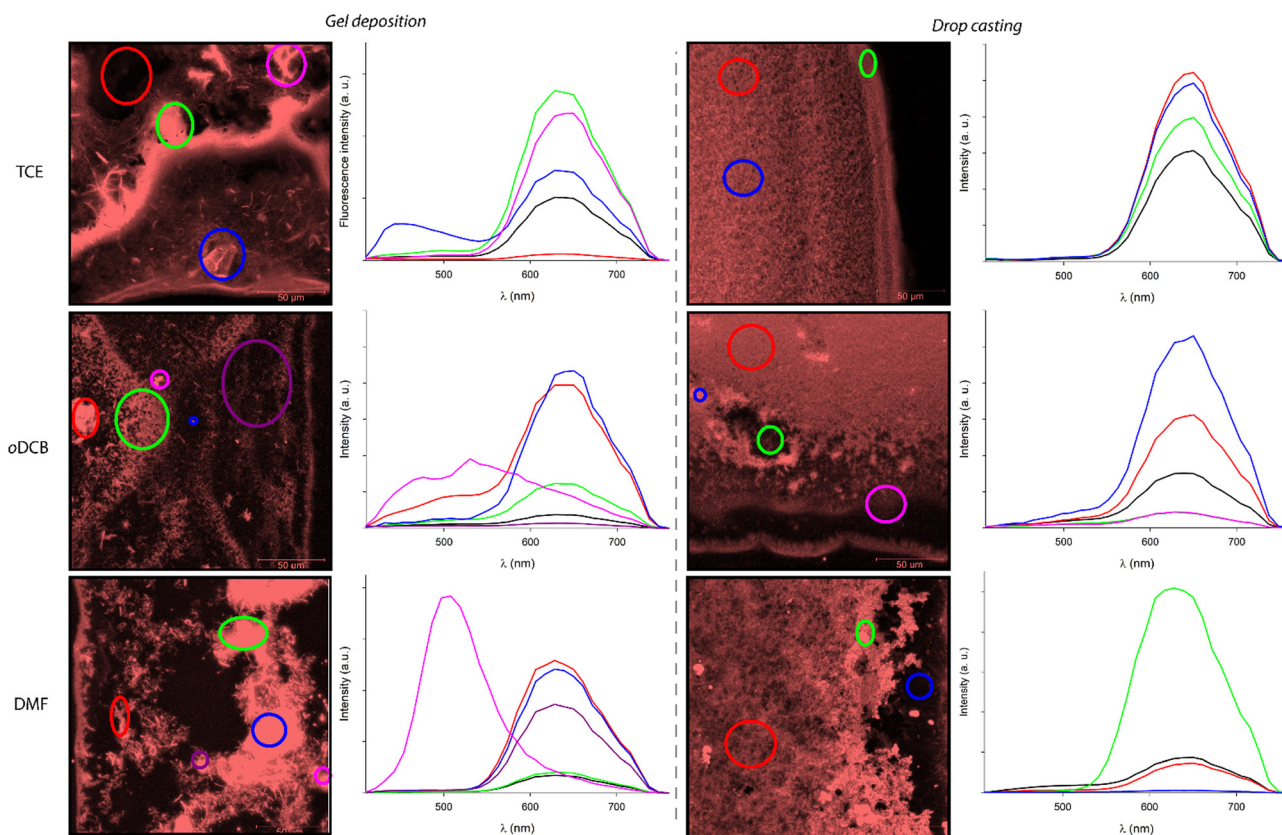 Gel deposition
Drop casting
TCE
50 µm
Fluorescence intensity (a. u.)
500 600 700
λ (nm)
50 µm
Intensity (a. u.)
500 600 700
λ (nm)
oDCB
50 µm
Intensity (a. u.)
500 600 700
λ (nm)
50 µm
Intensity (a. u.)
500 600 700
λ (nm)
DMF
50 µm
Intensity (a.u.)
500 600 700
λ (nm)
Intensity (a. u.)
500 600 700
λ (nm)